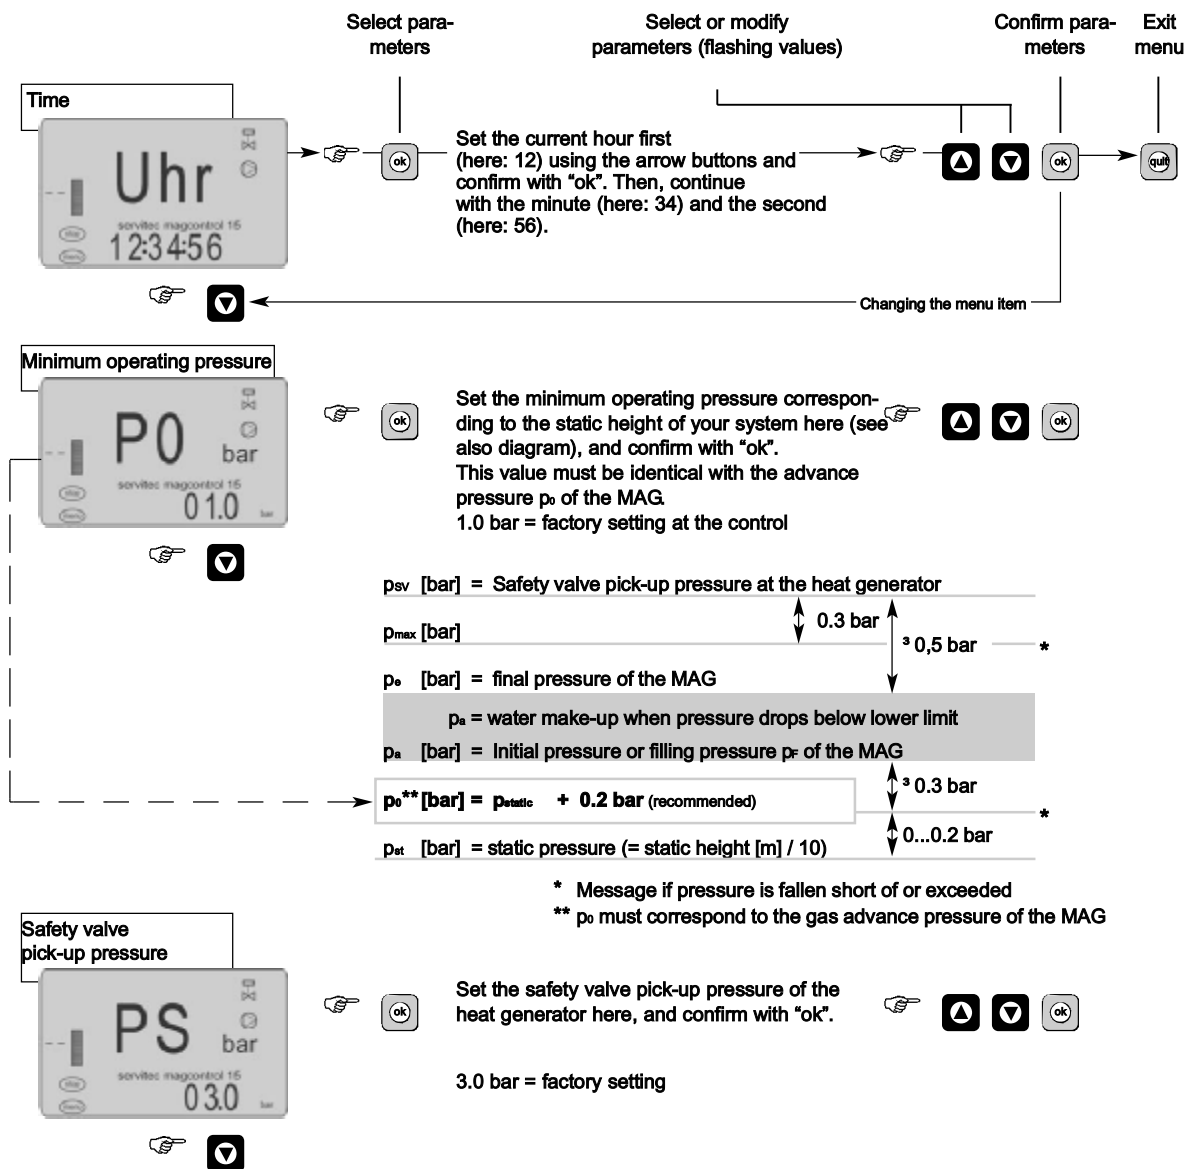 Select para-
meters
Select or modify
parameters (flashing values)
Confirm para-
meters
Exit
menu
Time
Uhr
servitec magcontrol 15
stop
menu
12:34:56
ok
Set the current hour first
(here: 12) using the arrow buttons and
confirm with “ok”. Then, continue
with the minute (here: 34) and the second
(here: 56).
ok
quit
Changing the menu item
Minimum operating pressure
P0
bar
servitec magcontrol 15
stop
menu
01.0 bar
ok
Set the minimum operating pressure correspon-
ding to the static height of your system here (see
also diagram), and confirm with “ok”.
This value must be identical with the advance
pressure p0 of the MAG.
1.0 bar = factory setting at the control
ok
psv [bar] = Safety valve pick-up pressure at the heat generator
0.3 bar
pmax [bar]
³ 0,5 bar
*
pe [bar] = final pressure of the MAG
pa = water make-up when pressure drops below lower limit
pa [bar] = Initial pressure or filling pressure pF of the MAG
³ 0.3 bar
p0** [bar] = pstatic + 0.2 bar (recommended)
*
0...0.2 bar
pst [bar] = static pressure (= static height [m] / 10)
* Message if pressure is fallen short of or exceeded
** p0 must correspond to the gas advance pressure of the MAG
Safety valve
pick-up pressure
PS
bar
servitec magcontrol 15
stop
menu
03.0 bar
ok
Set the safety valve pick-up pressure of the
heat generator here, and confirm with “ok”.
3.0 bar = factory setting
ok